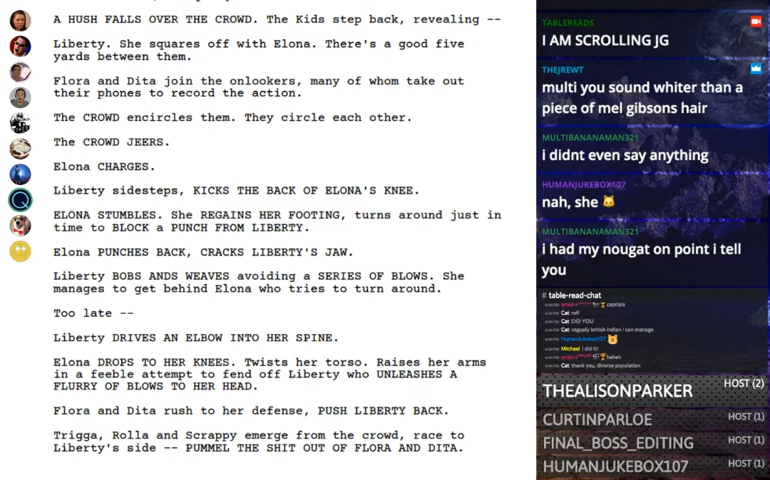 A HUSH FALLS OVER THE CROWD. The Kids step back, revealing --
Liberty. She squares off with Elona. There's a good five
yards between them.
Flora and Dita join the onlookers, many of whom take out
their phones to record the action.
The CROWD encircles them. They circle each other.
The CROWD JEERS.
Elona CHARGES.
Liberty sidesteps, KICKS THE BACK OF ELONA'S KNEE.
ELONA STUMBLES. She REGAINS HER FOOTING, turns around just in
time to BLOCK a PUNCH FROM LIBERTY.
Elona PUNCHES BACK, CRACKS LIBERTY'S JAW.
Liberty BOBS ANDS WEAVES avoiding a SERIES OF BLOWS. She
manages to get behind Elona who tries to turn around.
Too late --
Liberty DRIVES AN ELBOW INTO HER SPINE.
Elona DROPS TO HER KNEES. Twists her torso. Raises her arms
in a feeble attempt to fend off Liberty who UNLEASHES A
FLURRY OF BLOWS TO HER HEAD.
Flora and Dita rush to her defense, PUSH LIBERTY BACK.
Trigga, Rolla and Scrappy emerge from the crowd, race to
Liberty's side -- PUMMEL THE SHIT OUT OF FLORA AND DITA.
TABLEREADS
I AM SCROLLING JG
THEJREWT
multi you sound whiter than a
piece of mel gibsons hair
MULTIBANANAMAN321
i didnt even say anything
HUMANJUKEBOX107
nah, she
MULTIBANANAMAN321
i had my nougat on point i tell
you
# table-read-chat
capitals
Cat rofl
Cat DID YOU
Cat vaguely british indian i can manage
HumanJukebox107
Michael I did it!
heheh
Cat thank you, diverse population
THEALISONPARKER HOST (2)
CURTINPARLOE HOST (1)
FINAL_BOSS_EDITING HOST (1)
HUMANJUKEBOX107 HOST (1)